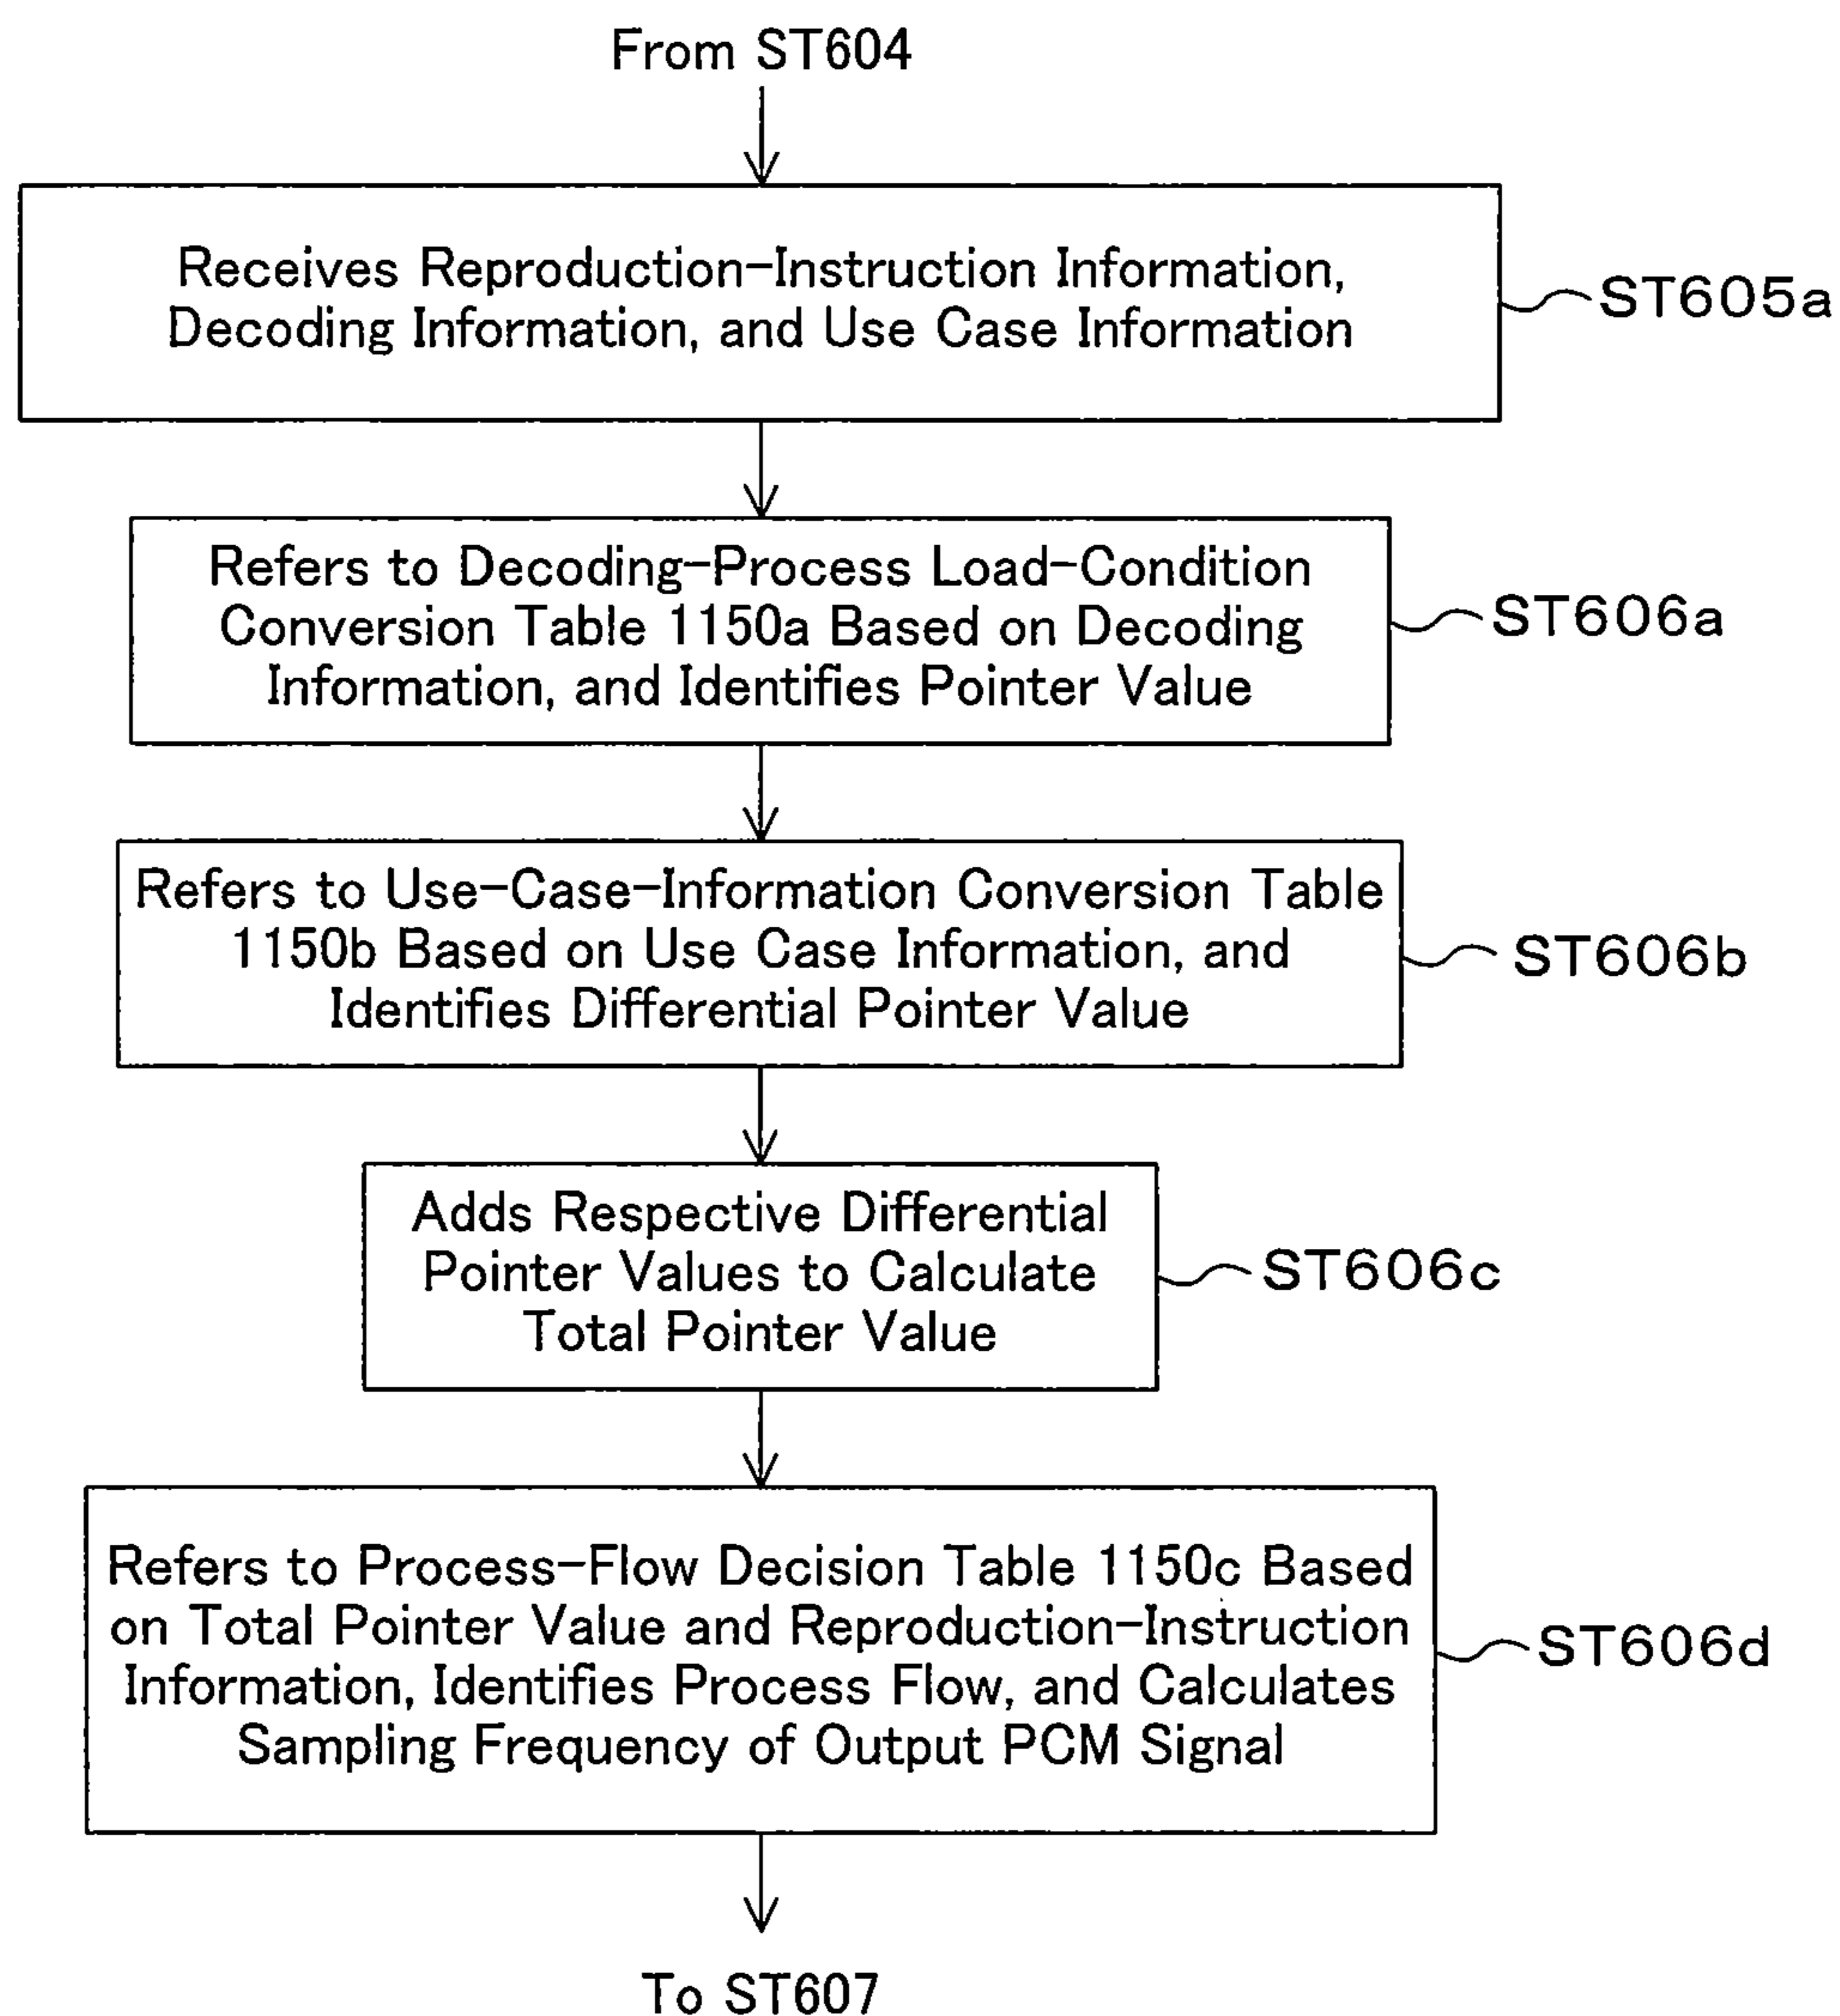 From ST604
Receives Reproduction-Instruction Information,
Decoding Information, and Use Case Information
ST605a
Refers to Decoding-Process Load-Condition
Conversion Table 1150a Based on Decoding
Information, and Identifies Pointer Value
ST606a
Refers to Use-Case-Information Conversion Table
1150b Based on Use Case Information, and
Identifies Differential Pointer Value
ST606b
Adds Respective Differential
Pointer Values to Calculate
Total Pointer Value
ST606c
Refers to Process-Flow Decision Table 1150c Based
on Total Pointer Value and Reproduction-Instruction
Information, Identifies Process Flow, and Calculates
Sampling Frequency of Output PCM Signal
ST606d
To ST607